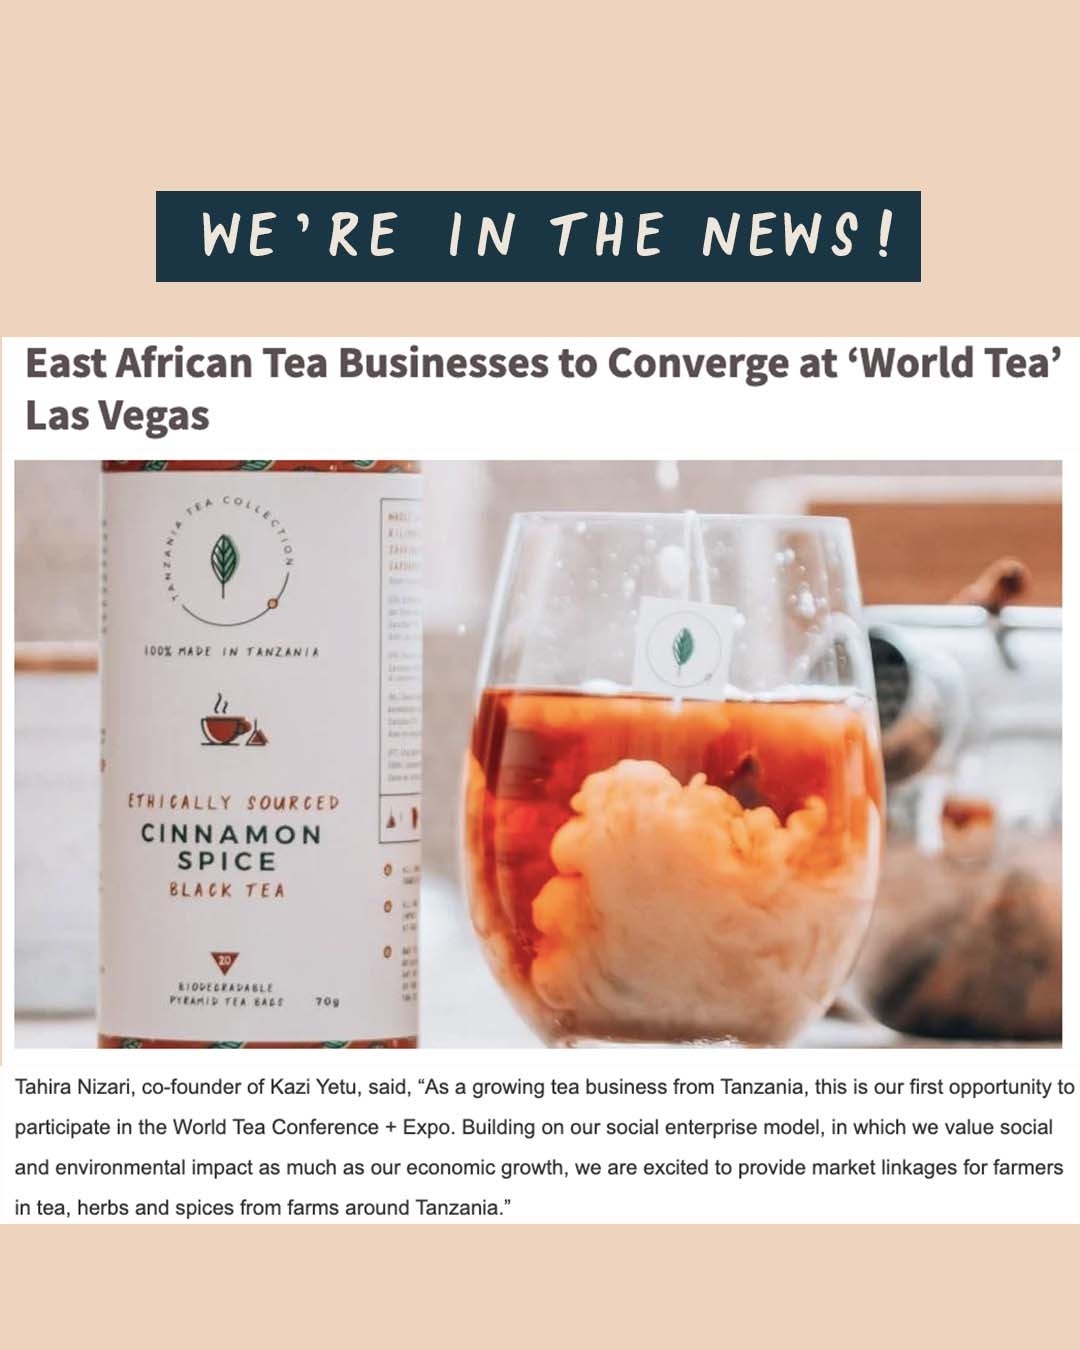 WE'RE IN THE NEWS!
East African Tea Businesses to Converge at ‘World Tea’
Las Vegas
TANZANIA TEA COLLECTION
100% MADE IN TANZANIA
ETHICALLY SOURCED
CINNAMON
SPICE
BLACK TEA
20
BIODEGRADABLE
PYRAMID TEA BAGS 70g
Tahira Nizari, co-founder of Kazi Yetu, said, “As a growing tea business from Tanzania, this is our first opportunity to
participate in the World Tea Conference + Expo. Building on our social enterprise model, in which we value social
and environmental impact as much as our economic growth, we are excited to provide market linkages for farmers
in tea, herbs and spices from farms around Tanzania.”